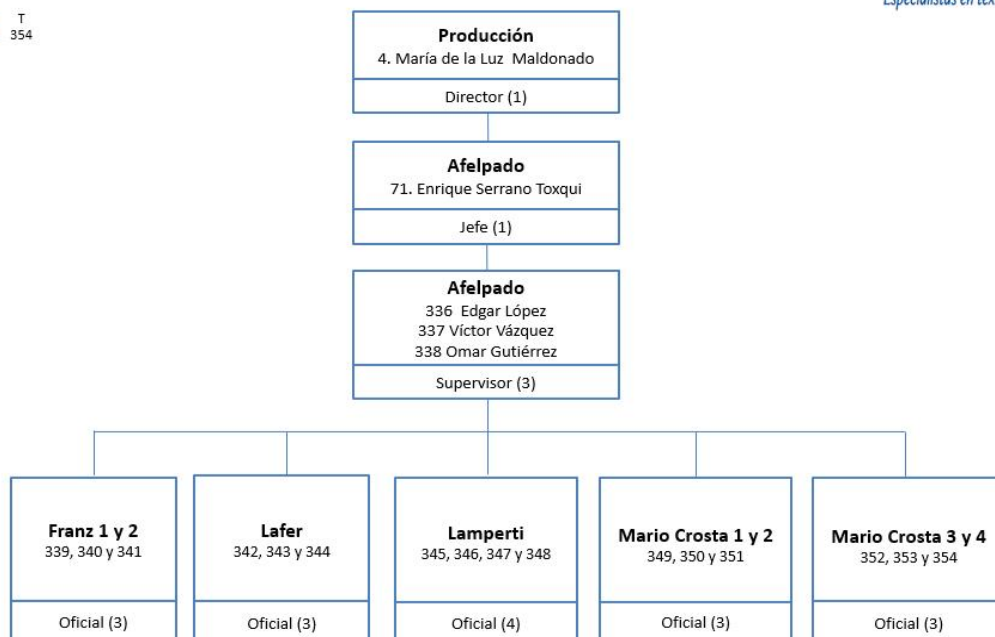 Especialistas en tex
T
354
Producción
4. María de la Luz Maldonado
Director (1)
Afelpado
71. Enrique Serrano Toxqui
Jefe (1)
Afelpado
336 Edgar López
337 Víctor Vázquez
338 Omar Gutiérrez
Supervisor (3)
Franz 1 y 2
339, 340 y 341
Oficial (3)
Lafer
342, 343 y 344
Oficial (3)
Lamperti
345, 346, 347 y 348
Oficial (4)
Mario Crosta 1 y 2
349, 350 y 351
Oficial (3)
Mario Crosta 3 y 4
352, 353 y 354
Oficial (3)